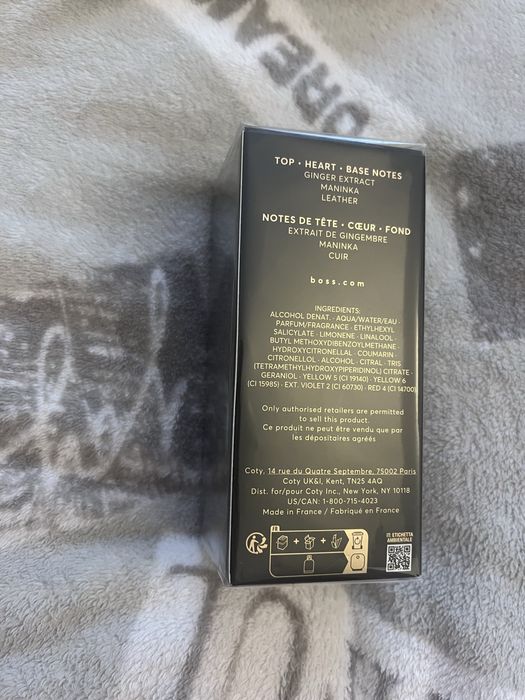 DREAM
TOP • HEART • BASE NOTES
GINGER EXTRACT
MANINKA
LEATHER
NOTES DE TÊTE • CŒUR • FOND
EXTRAIT DE GINGEMBRE
MANINKA
CUIR
boss.com
INGREDIENTS:
ALCOHOL DENAT. · AQUA/WATER/EAU ·
PARFUM/FRAGRANCE · ETHYLHEXYL
SALICYLATE · LIMONENE · LINALOOL ·
BUTYL METHOXYDIBENZOYLMETHANE ·
HYDROXYCITRONELLAL · COUMARIN ·
CITRONELLOL · ALCOHOL · CITRAL · TRIS
(TETRAMETHYLHYDROXYPIPERIDINOL) CITRATE ·
GERANIOL · YELLOW 5 (CI 19140) · YELLOW 6
(CI 15985) · EXT. VIOLET 2 (CI 60730) · RED 4 (CI 14700)
Only authorised retailers are permitted
to sell this product.
Ce produit ne peut être vendu que par
les dépositaires agréés
Coty, 14 rue du Quatre Septembre, 75002 Paris
Coty UK&I, Kent, TN25 4AQ
Dist. for/pour Coty Inc., New York, NY 10118
US/CAN: 1-800-715-4023
Made in France / Fabriqué en France
FR
IT: ETICHETTA
AMBIENTALE